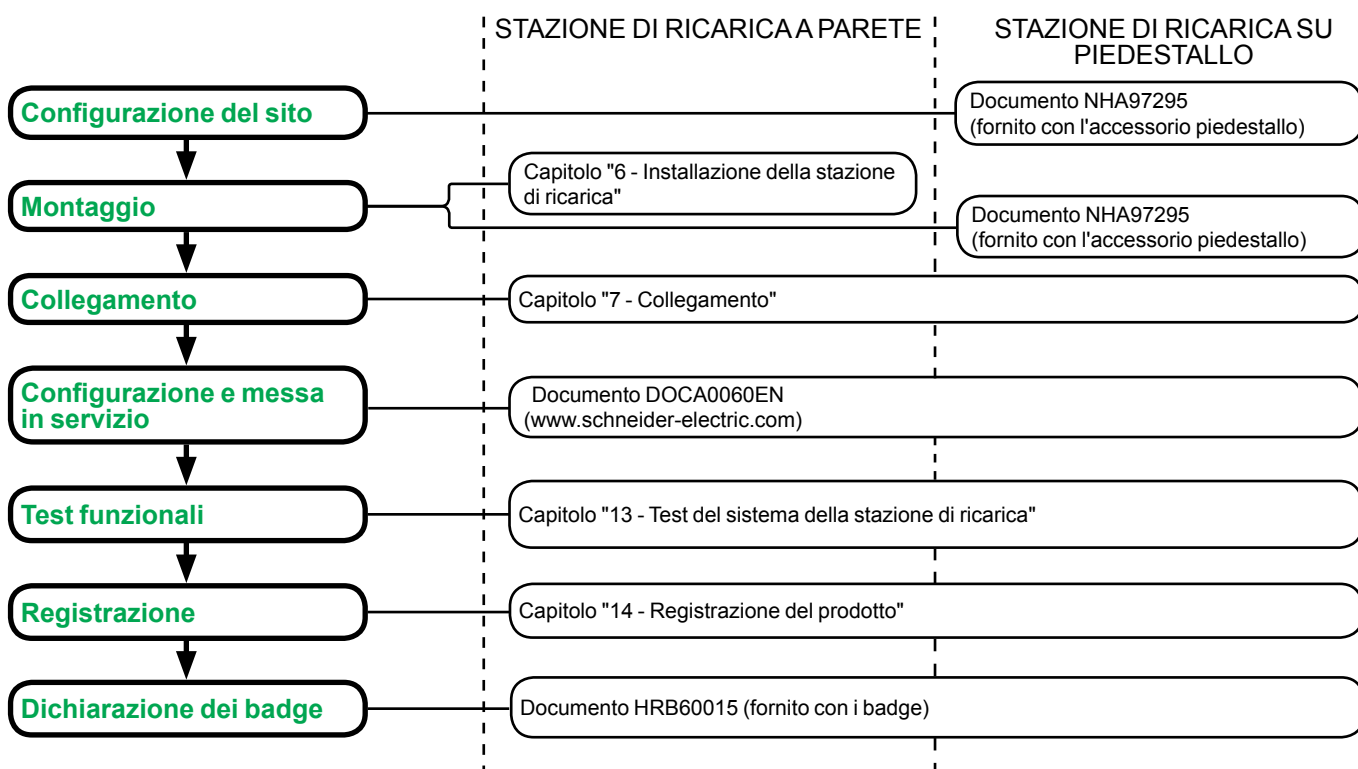 STAZIONE DI RICARICA A PARETE
STAZIONE DI RICARICA SU
PIEDESTALLO
Configurazione del sito
Documento NHA97295
(fornito con l'accessorio piedestallo)
Montaggio
Capitolo "6 - Installazione della stazione
di ricarica"
Documento NHA97295
(fornito con l'accessorio piedestallo)
Collegamento
Capitolo "7 - Collegamento"
Configurazione e messa
in servizio
Documento DOCA0060EN
(www.schneider-electric.com)
Test funzionali
Capitolo "13 - Test del sistema della stazione di ricarica"
Registrazione
Capitolo "14 - Registrazione del prodotto"
Dichiarazione dei badge
Documento HRB60015 (fornito con i badge)